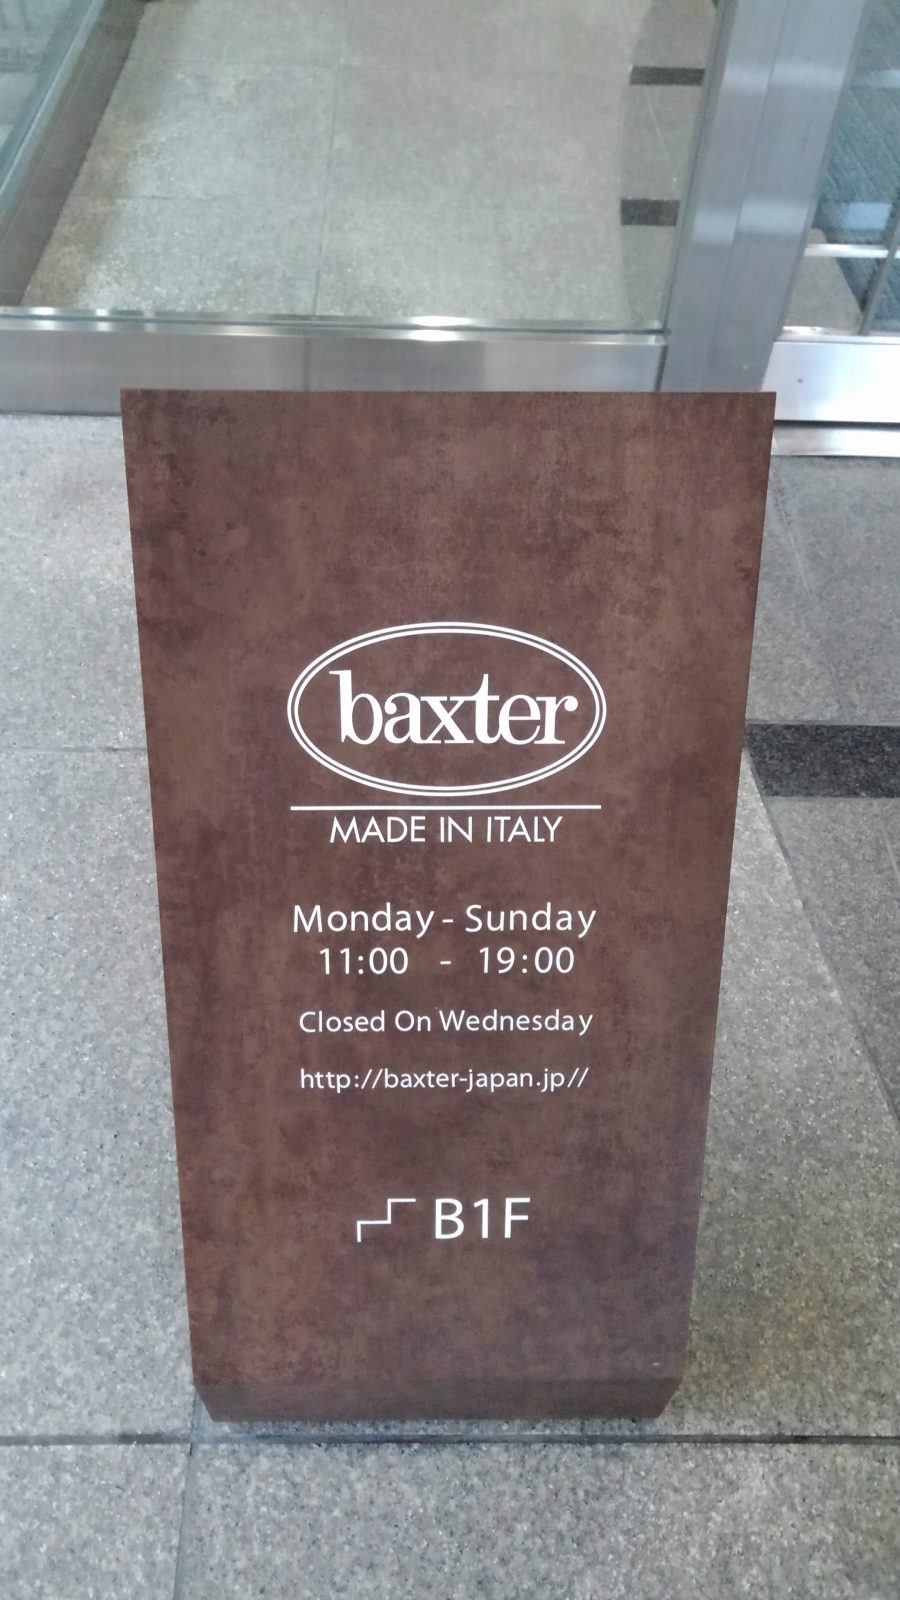 baxter
MADE IN ITALY
Monday - Sunday
11:00 - 19:00
Closed On Wednesday
http://baxter-japan.jp//
B1F